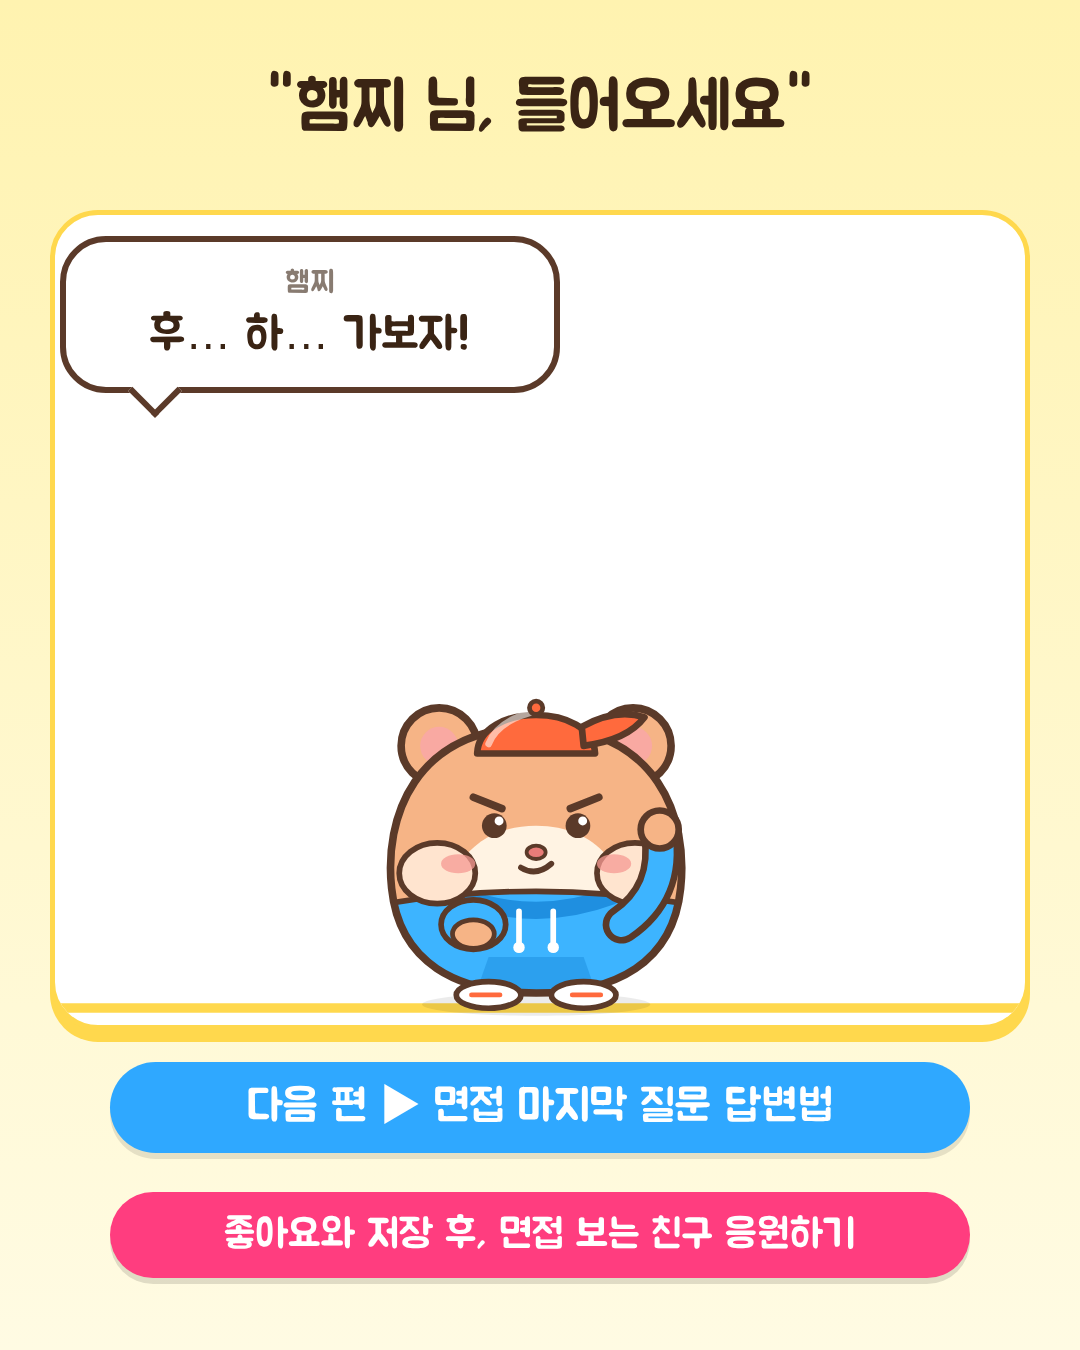 "햄찌 님, 들어오세요"
햄찌
후... 하... 가보자!
다음 편 ▶ 면접 마지막 질문 답변법
좋아요와 저장 후, 면접 보는 친구 응원하기